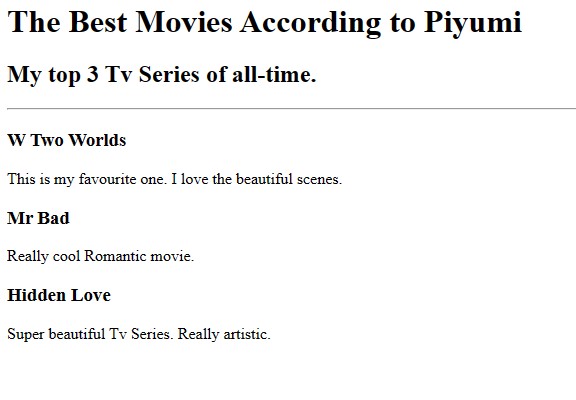 The Best Movies According to Piyumi
My top 3 Tv Series of all-time.
W Two Worlds
This is my favourite one. I love the beautiful scenes.
Mr Bad
Really cool Romantic movie.
Hidden Love
Super beautiful Tv Series. Really artistic.